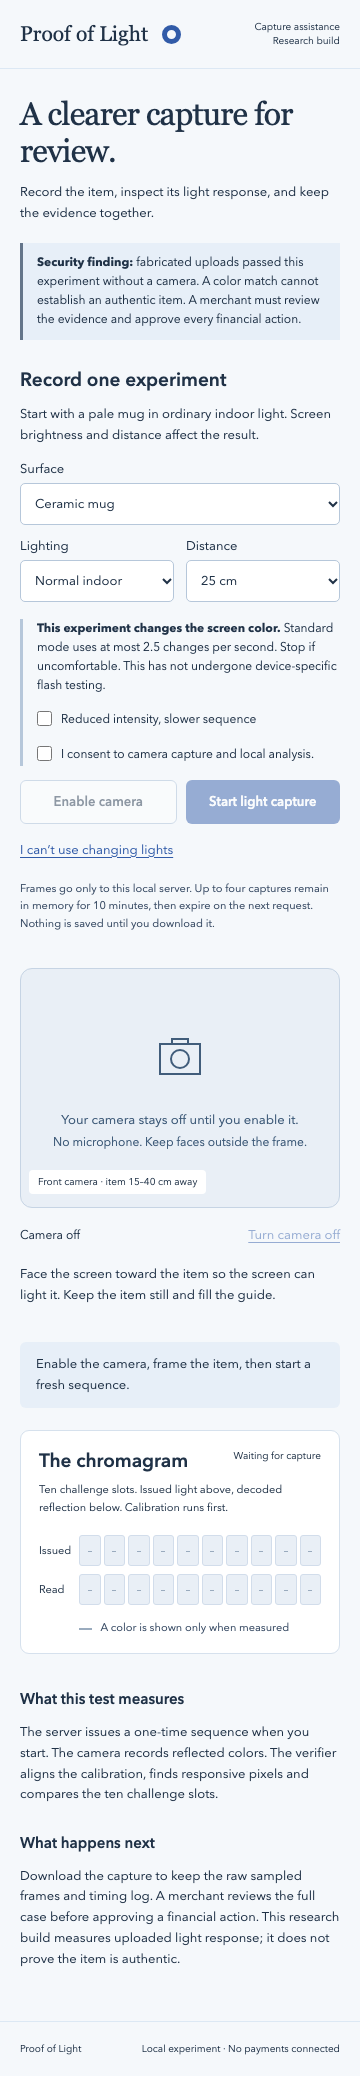 Proof of Light
Capture assistance
Research build
A clearer capture for
review.
Record the item, inspect its light response, and keep
the evidence together.
Security finding: fabricated uploads passed this
experiment without a camera. A color match cannot
establish an authentic item. A merchant must review
the evidence and approve every financial action.
Record one experiment
Start with a pale mug in ordinary indoor light. Screen
brightness and distance affect the result.
Surface
Ceramic mug
Lighting
Distance
Normal indoor
25 cm
This experiment changes the screen color. Standard
mode uses at most 2.5 changes per second. Stop if
uncomfortable. This has not undergone device-specific
flash testing.
Reduced intensity, slower sequence
I consent to camera capture and local analysis.
Enable camera
Start light capture
I can’t use changing lights
Frames go only to this local server. Up to four captures remain
in memory for 10 minutes, then expire on the next request.
Nothing is saved until you download it.
Your camera stays off until you enable it.
No microphone. Keep faces outside the frame.
Front camera · item 15–40 cm away
Camera off
Turn camera off
Face the screen toward the item so the screen can
light it. Keep the item still and fill the guide.
Enable the camera, frame the item, then start a
fresh sequence.
The chromagram
Waiting for capture
Ten challenge slots. Issued light above, decoded
reflection below. Calibration runs first.
Issued – – – – – – – – – –
Read – – – – – – – – – –
— A color is shown only when measured
What this test measures
The server issues a one-time sequence when you
start. The camera records reflected colors. The verifier
aligns the calibration, finds responsive pixels and
compares the ten challenge slots.
What happens next
Download the capture to keep the raw sampled
frames and timing log. A merchant reviews the full
case before approving a financial action. This research
build measures uploaded light response; it does not
prove the item is authentic.
Proof of Light
Local experiment · No payments connected